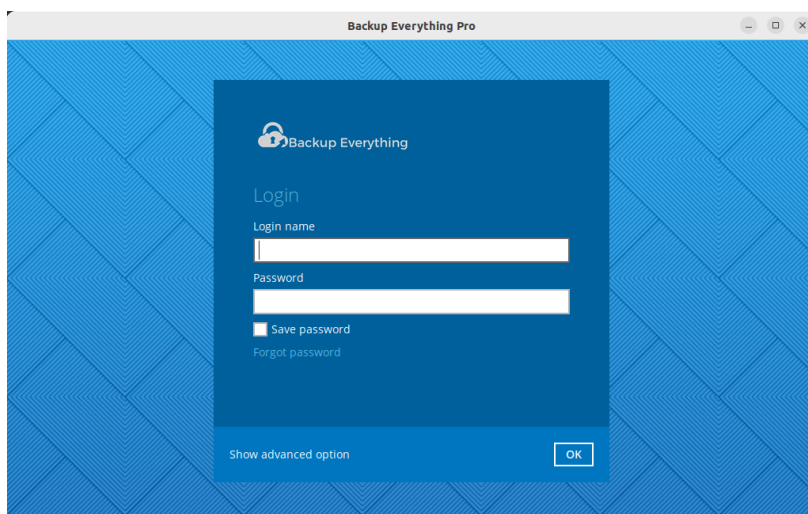 Backup Everything Pro
Backup Everything
Login
Login name
Password
Save password
Forgot password
Show advanced option
OK